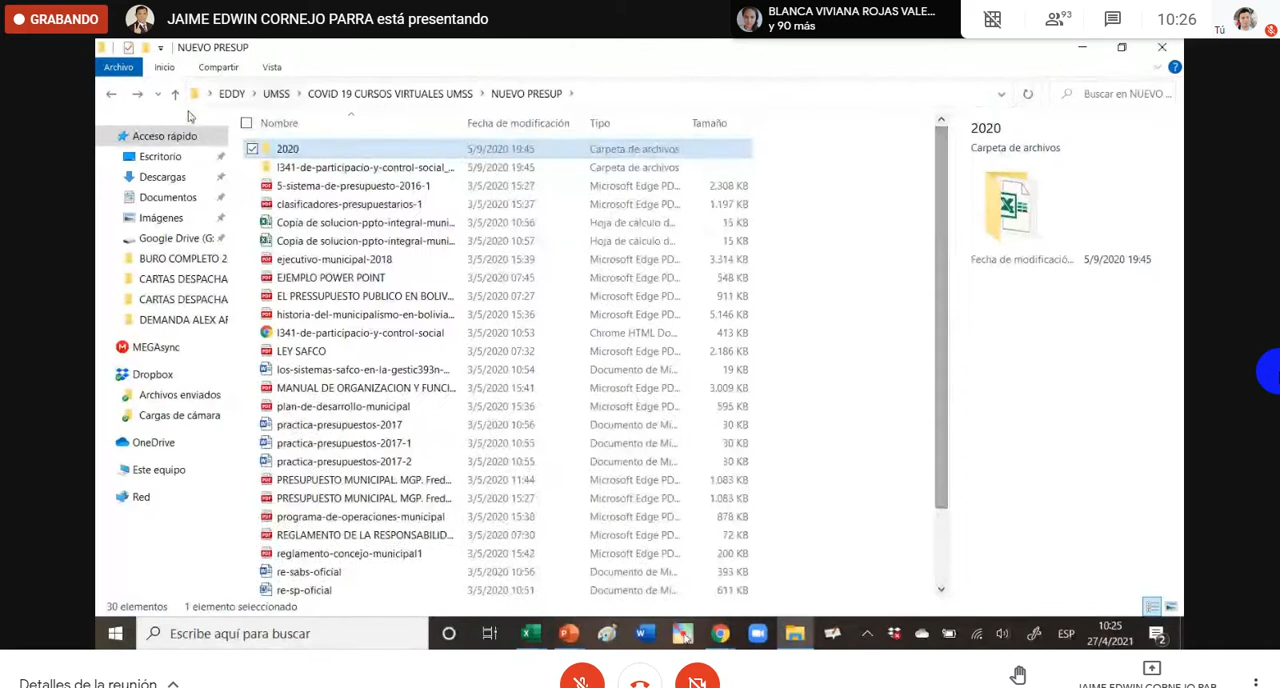 GRABANDO
JAIME EDWIN CORNEJO PARRA está presentando
BLANCA VIVIANA ROJAS VALE...
y 90 más
93
10:26
Tú
NUEVO PRESUP
Archivo Inicio Compartir Vista
EDDY › UMSS › COVID 19 CURSOS VIRTUALES UMSS › NUEVO PRESUP ›
Buscar en NUEVO ...
Nombre Fecha de modificación Tipo Tamaño
Acceso rápido
Escritorio
Descargas
Documentos
Imágenes
Google Drive (G:
BURO COMPLETO 2
CARTAS DESPACHA
CARTAS DESPACHA
DEMANDA ALEX AF
MEGAsync
Dropbox
Archivos enviados
Cargas de cámara
OneDrive
Este equipo
Red
2020 5/9/2020 19:45 Carpeta de archivos
l341-de-participacio-y-control-social_... 5/9/2020 19:45 Carpeta de archivos
5-sistema-de-presupuesto-2016-1 3/5/2020 15:27 Microsoft Edge PD... 2.308 KB
clasificadores-presupuestarios-1 3/5/2020 15:27 Microsoft Edge PD... 1.197 KB
Copia de solucion-ppto-integral-muni... 3/5/2020 10:56 Hoja de cálculo d... 15 KB
Copia de solucion-ppto-integral-muni... 3/5/2020 10:57 Hoja de cálculo d... 15 KB
ejecutivo-municipal-2018 3/5/2020 15:39 Microsoft Edge PD... 3.314 KB
EJEMPLO POWER POINT 3/5/2020 07:45 Microsoft Edge PD... 548 KB
EL PRESSUPUESTO PUBLICO EN BOLIV... 3/5/2020 07:27 Microsoft Edge PD... 911 KB
historia-del-municipalismo-en-bolivia... 3/5/2020 15:36 Microsoft Edge PD... 5.146 KB
l341-de-participacio-y-control-social 3/5/2020 10:53 Chrome HTML Do... 413 KB
LEY SAFCO 3/5/2020 07:32 Microsoft Edge PD... 2.186 KB
los-sistemas-safco-en-la-gestic393n-... 3/5/2020 10:54 Documento de Mi... 19 KB
MANUAL DE ORGANIZACION Y FUNCI... 3/5/2020 15:41 Microsoft Edge PD... 3.009 KB
plan-de-desarrollo-municipal 3/5/2020 15:36 Microsoft Edge PD... 595 KB
practica-presupuestos-2017 3/5/2020 10:56 Documento de Mi... 30 KB
practica-presupuestos-2017-1 3/5/2020 10:55 Documento de Mi... 30 KB
practica-presupuestos-2017-2 3/5/2020 10:55 Documento de Mi... 30 KB
PRESUPUESTO MUNICIPAL. MGP. Fred... 3/5/2020 11:44 Microsoft Edge PD... 1.083 KB
PRESUPUESTO MUNICIPAL. MGP. Fred... 3/5/2020 15:27 Microsoft Edge PD... 1.083 KB
programa-de-operaciones-municipal 3/5/2020 15:38 Microsoft Edge PD... 878 KB
REGLAMENTO DE LA RESPONSABILID... 3/5/2020 07:30 Microsoft Edge PD... 72 KB
reglamento-concejo-municipal1 3/5/2020 15:42 Microsoft Edge PD... 200 KB
re-sabs-oficial 3/5/2020 10:56 Documento de Mi... 393 KB
re-sp-oficial 3/5/2020 10:51 Documento de Mi... 611 KB
2020
Carpeta de archivos
Fecha de modificació... 5/9/2020 19:45
30 elementos 1 elemento seleccionado
Escribe aquí para buscar
ESP
10:25
27/4/2021
2
Detalles de la reunión
JAIME EDWIN CORNEJO PAR